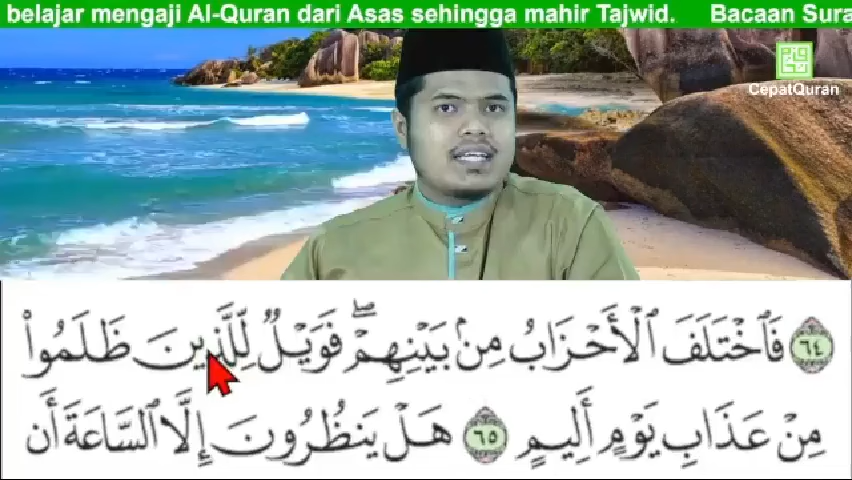 belajar mengaji Al-Quran dari Asas sehingga mahir Tajwid. Bacaan Sura
CepatQuran
٦٤ فَٱخْتَلَفَ ٱلْأَحْزَابُ مِنۢ بَيْنِهِمْ ۖ فَوَيْلٌ لِّلَّذِينَ ظَلَمُوا۟
مِنْ عَذَابِ يَوْمٍ أَلِيمٍ ٦٥ هَلْ يَنظُرُونَ إِلَّا ٱلسَّاعَةَ أَن